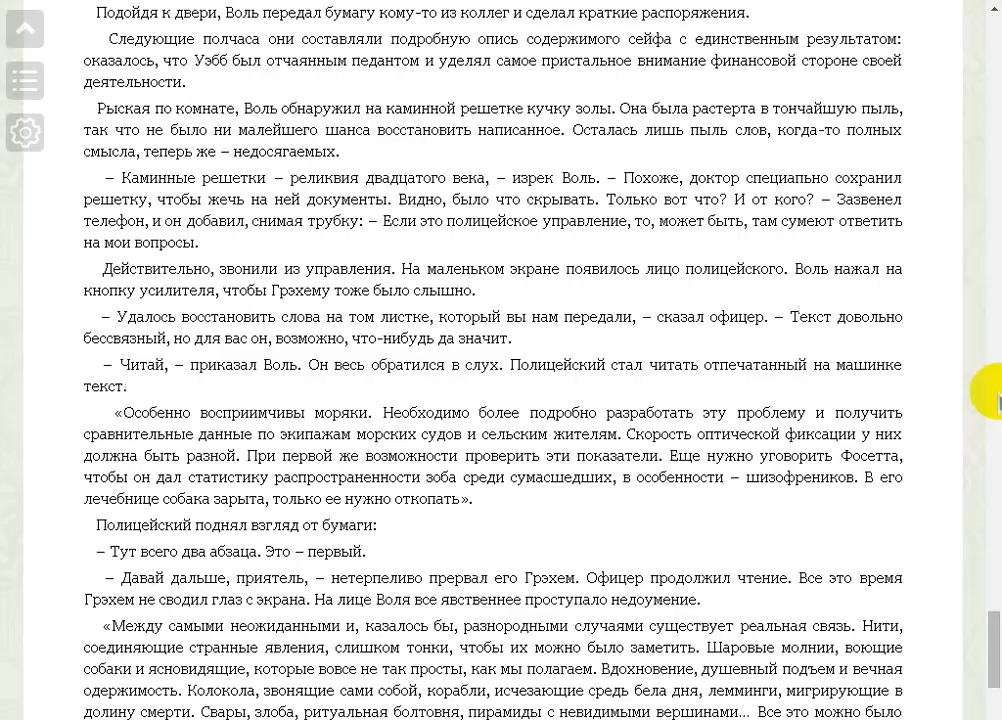 Подойдя к двери, Воль передал бумагу кому-то из коллег и сделал краткие распоряжения.
Следующие полчаса они составляли подробную опись содержимого сейфа с единственным результатом:
оказалось, что Уэбб был отчаянным педантом и уделял самое пристальное внимание финансовой стороне своей
деятельности.
Рыская по комнате, Воль обнаружил на каминной решетке кучку золы. Она была растерта в тончайшую пыль,
так что не было ни малейшего шанса восстановить написанное. Осталась лишь пыль слов, когда-то полных
смысла, теперь же – недосягаемых.
– Каминные решетки – реликвия двадцатого века, – изрек Воль. – Похоже, доктор специально сохранил
решетку, чтобы жечь на ней документы. Видно, было что скрывать. Только вот что? И от кого? – Зазвенел
телефон, и он добавил, снимая трубку: – Если это полицейское управление, то, может быть, там сумеют ответить
на мои вопросы.
Действительно, звонили из управления. На маленьком экране появилось лицо полицейского. Воль нажал на
кнопку усилителя, чтобы Грэхему тоже было слышно.
– Удалось восстановить слова на том листке, который вы нам передали, – сказал офицер. – Текст довольно
бессвязный, но для вас он, возможно, что-нибудь да значит.
– Читай, – приказал Воль. Он весь обратился в слух. Полицейский стал читать отпечатанный на машинке
текст.
«Особенно восприимчивы моряки. Необходимо более подробно разработать эту проблему и получить
сравнительные данные по экипажам морских судов и сельским жителям. Скорость оптической фиксации у них
должна быть разной. При первой же возможности проверить эти показатели. Еще нужно уговорить Фосетта,
чтобы он дал статистику распространенности зоба среди сумасшедших, в особенности – шизофреников. В его
лечебнице собака зарыта, только ее нужно откопать».
Полицейский поднял взгляд от бумаги:
– Тут всего два абзаца. Это – первый.
– Давай дальше, приятель, – нетерпеливо прервал его Грэхем. Офицер продолжил чтение. Все это время
Грэхем не сводил глаз с экрана. На лице Воля все явственнее проступало недоумение.
«Между самыми неожиданными и, казалось бы, разнородными случаями существует реальная связь. Нити,
соединяющие странные явления, слишком тонки, чтобы их можно было заметить. Шаровые молнии, воющие
собаки и ясновидящие, которые вовсе не так просты, как мы полагаем. Вдохновение, душевный подъем и вечная
одержимость. Колокола, звонящие сами собой, корабли, исчезающие средь бела дня, лемминги, мигрирующие в
долину смерти. Свары, злоба, ритуальная болтовня, пирамиды с невидимыми вершинами... Все это можно было